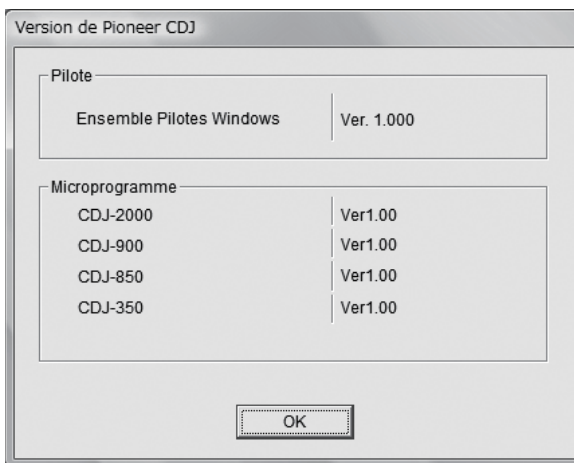 Version de Pioneer CDJ
Pilote
Ensemble Pilotes Windows Ver. 1.000
Microprogramme
CDJ-2000 Ver1.00
CDJ-900 Ver1.00
CDJ-850 Ver1.00
CDJ-350 Ver1.00
OK